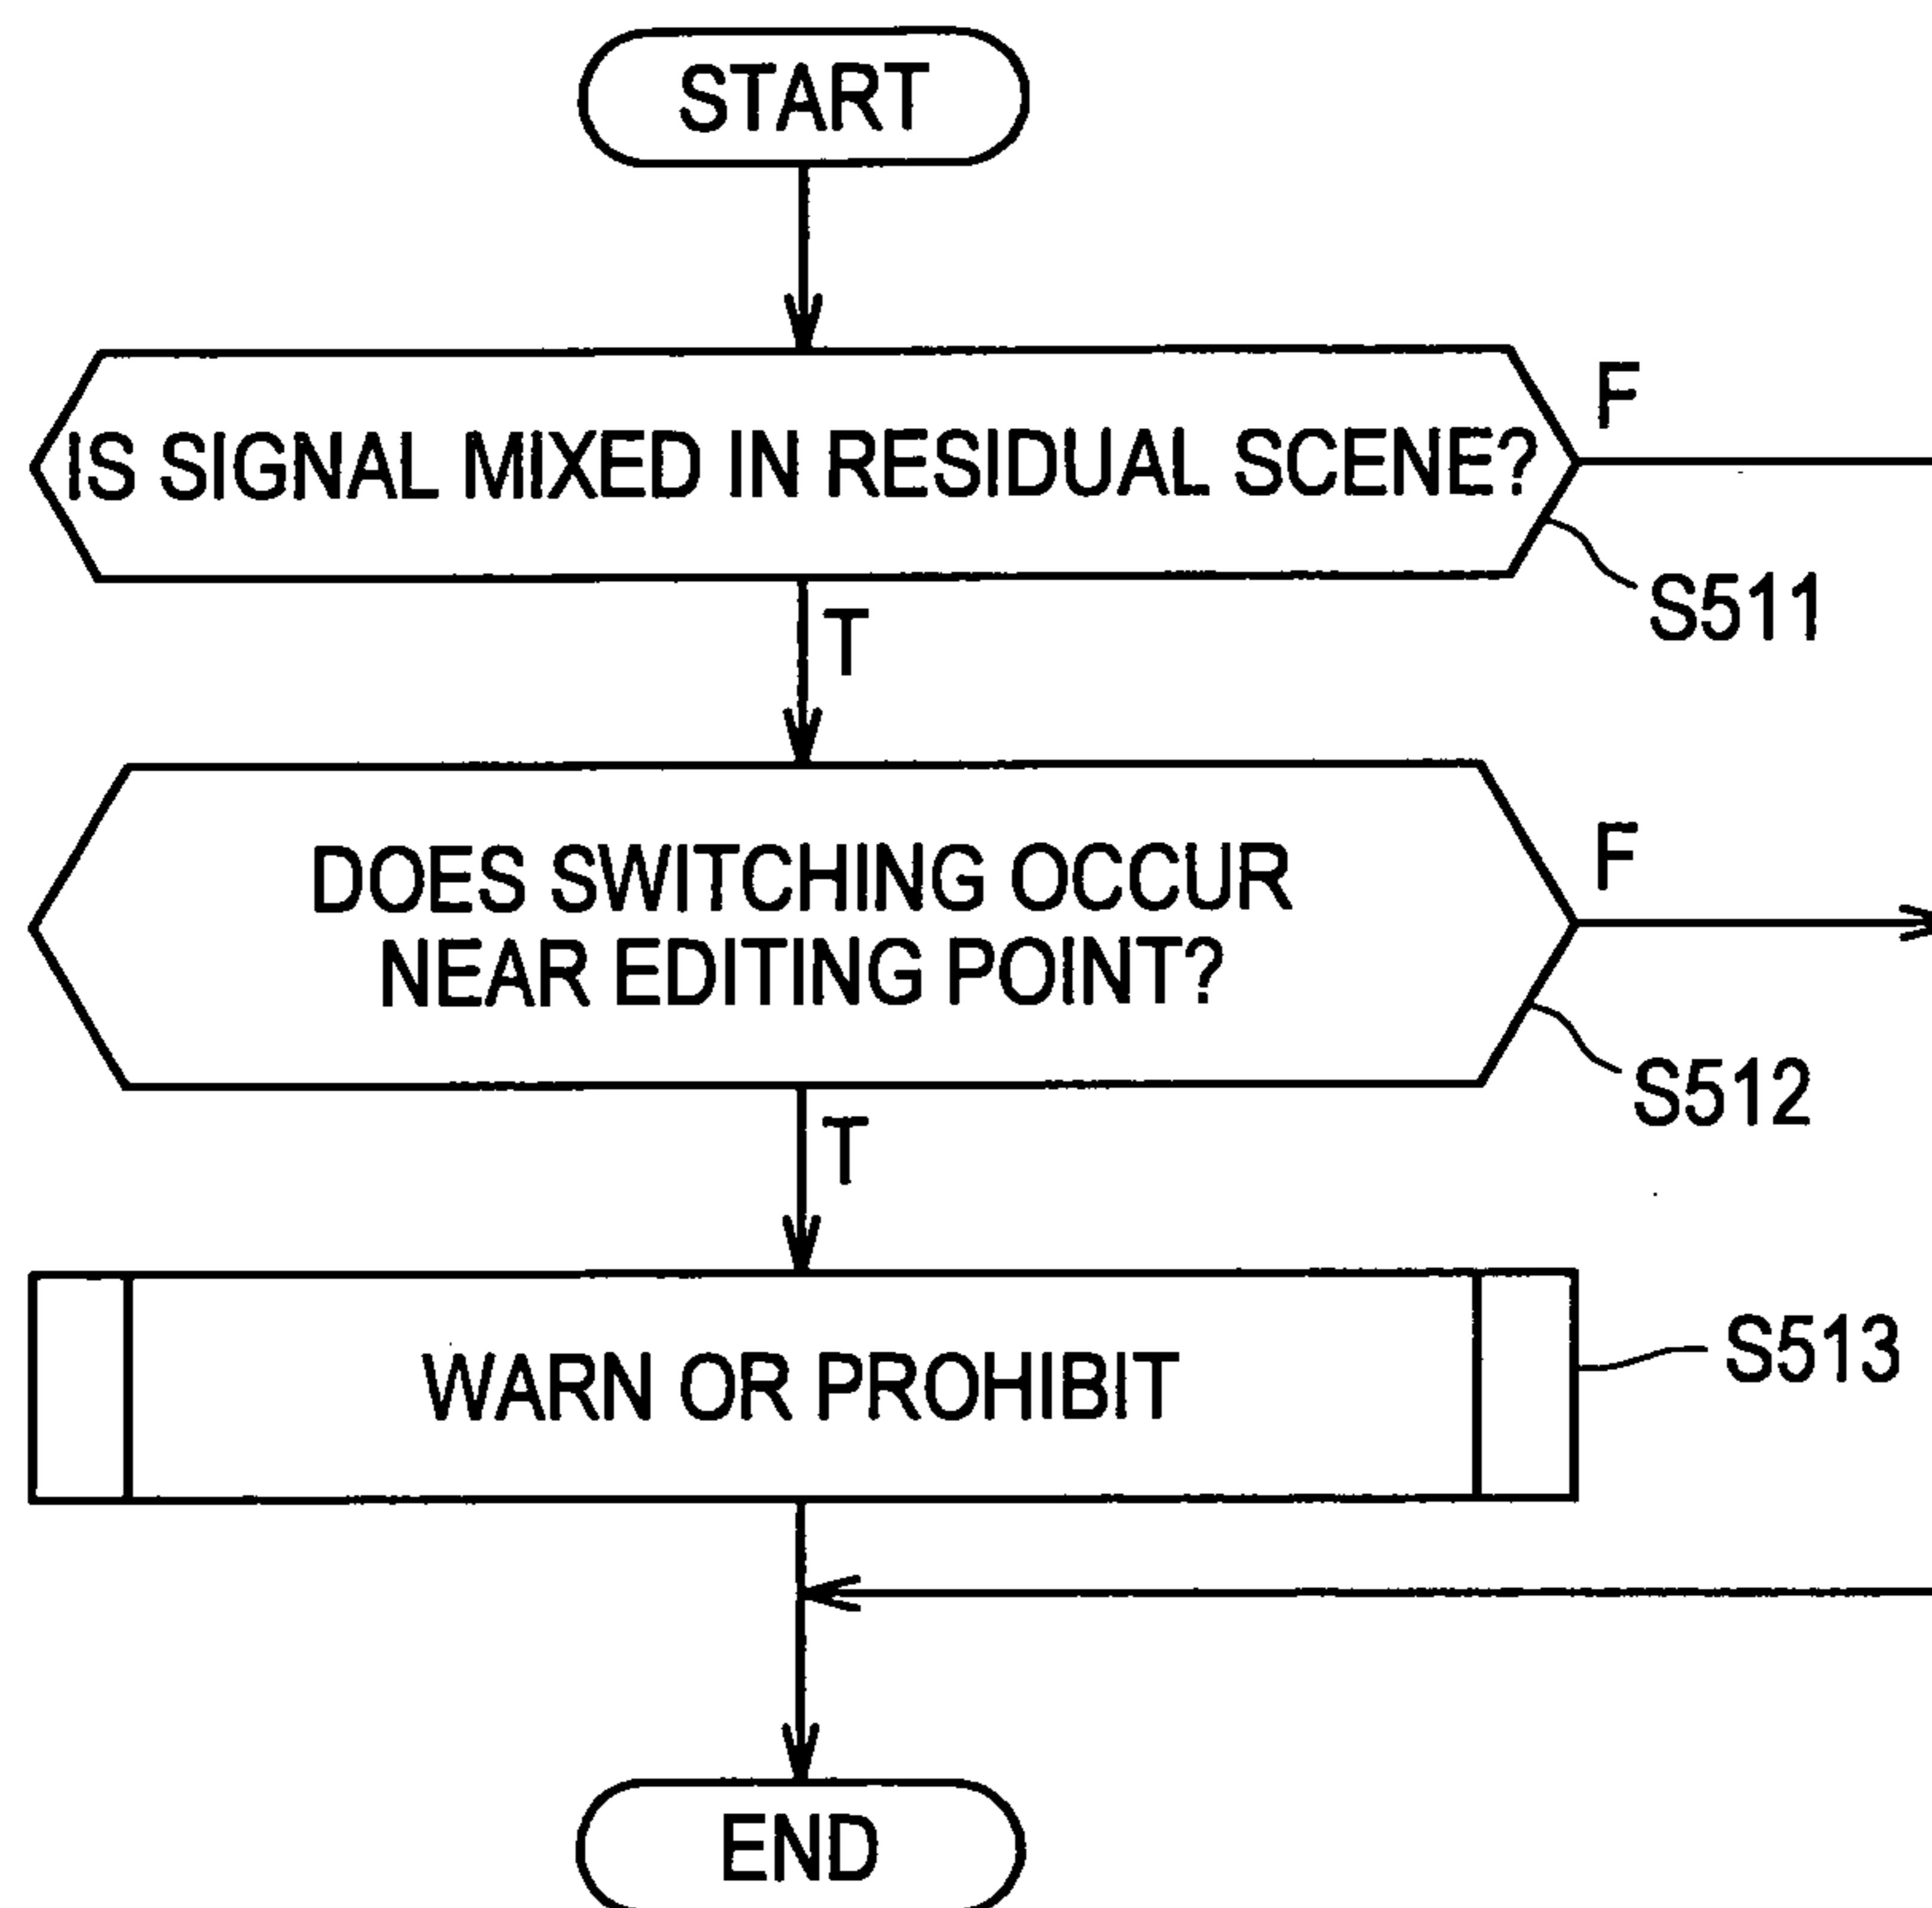 START
IS SIGNAL MIXED IN RESIDUAL SCENE?
F
S511
T
DOES SWITCHING OCCUR
NEAR EDITING POINT?
F
S512
T
WARN OR PROHIBIT
S513
END